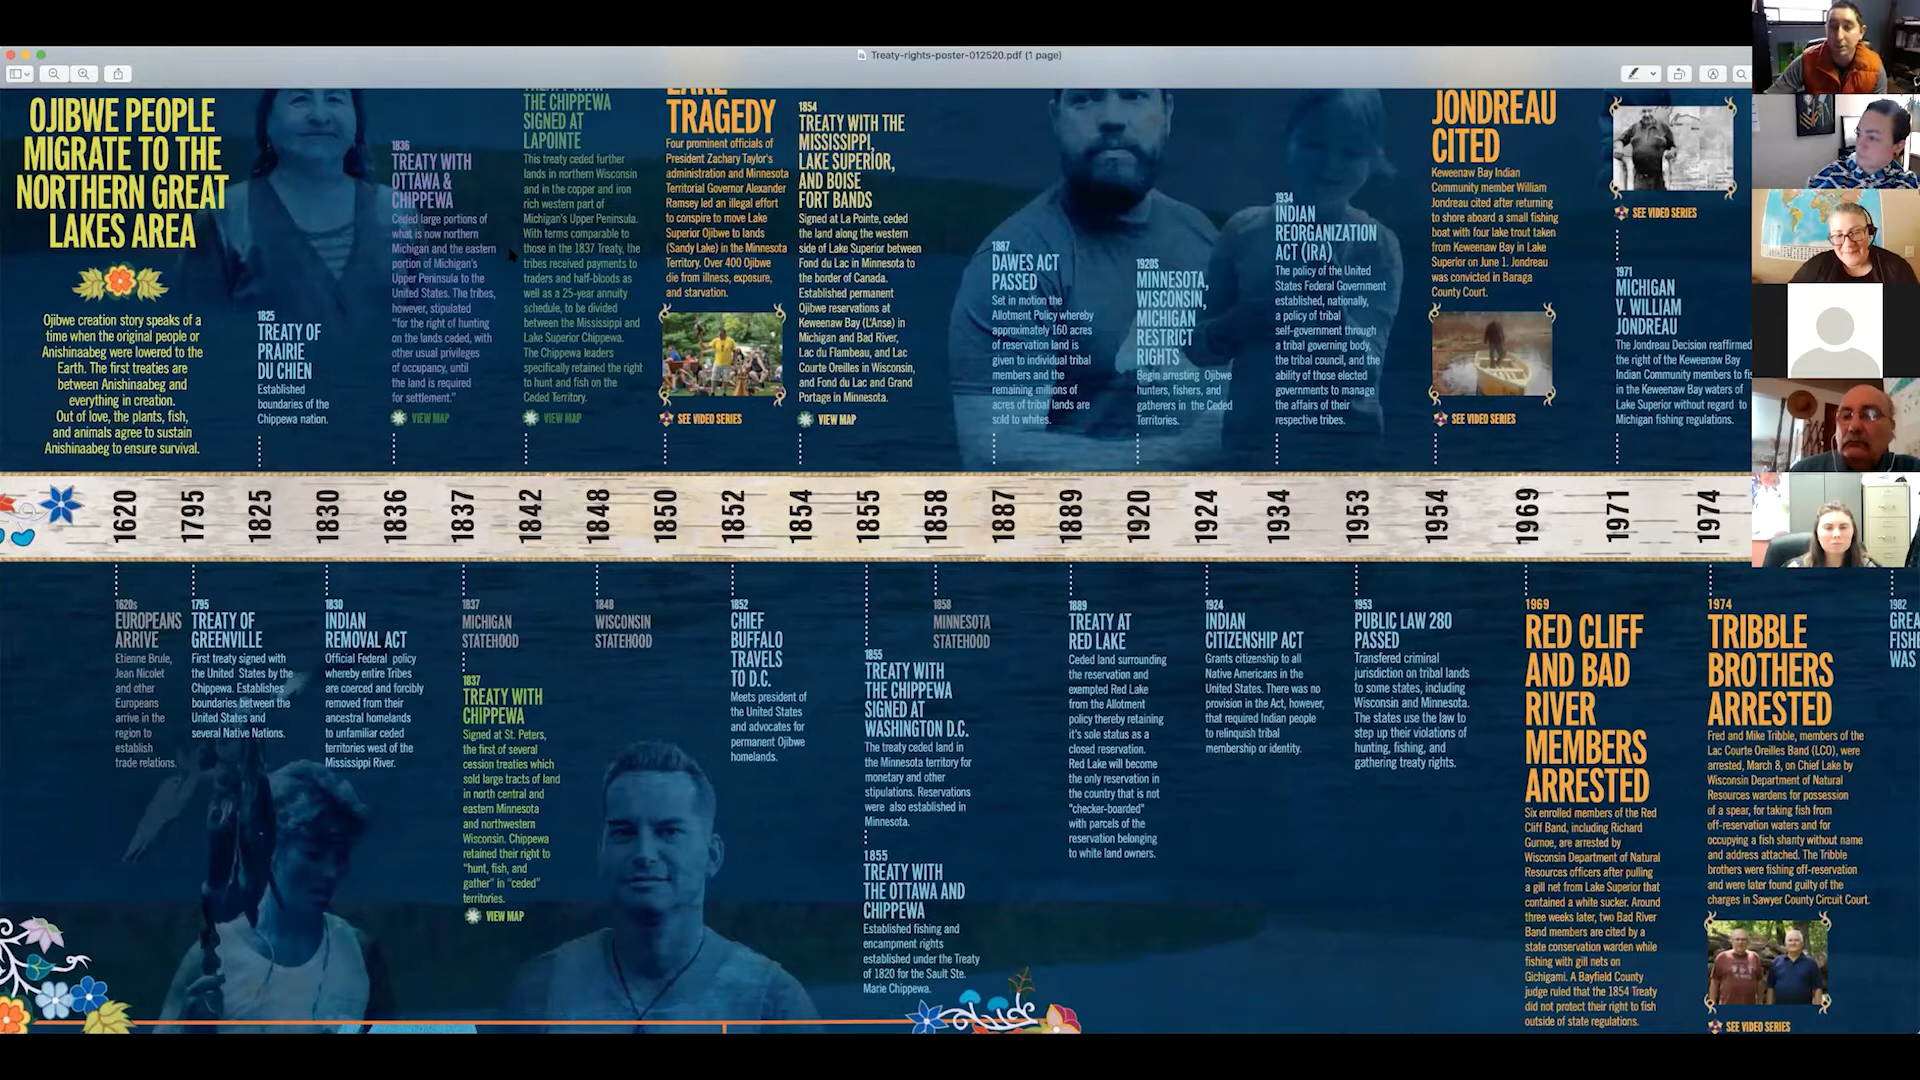 Treaty-rights-poster-012520.pdf (1 page)
OJIBWE PEOPLE
MIGRATE TO THE
NORTHERN GREAT
LAKES AREA
Ojibwe creation story speaks of a
time when the original people or
Anishinaabeg were lowered to the
Earth. The first treaties are
between Anishinaabeg and
everything in creation.
Out of love, the plants, fish,
and animals agree to sustain
Anishinaabeg to ensure survival.
1825
TREATY OF
PRAIRIE
DU CHIEN
Established
boundaries of the
Chippewa nation.
1836
TREATY WITH
OTTAWA &
CHIPPEWA
Ceded large portions of
what is now northern
Michigan and the eastern
portion of Michigan's
Upper Peninsula to the
United States. The tribes,
however, stipulated
"for the right of hunting
on the lands ceded, with
other usual privileges
of occupancy, until
the land is required
for settlement."
VIEW MAP
THE CHIPPEWA
SIGNED AT
LAPOINTE
This treaty ceded further
lands in northern Wisconsin
and in the copper and iron
rich western part of
Michigan's Upper Peninsula.
With terms comparable to
those in the 1837 Treaty, the
tribes received payments to
traders and half-bloods as
well as a 25-year annuity
schedule, to be divided
between the Mississippi and
Lake Superior Chippewa.
The Chippewa leaders
specifically retained the right
to hunt and fish on the
Ceded Territory.
VIEW MAP
LAKE
TRAGEDY
Four prominent officials of
President Zachary Taylor's
administration and Minnesota
Territorial Governor Alexander
Ramsey led an illegal effort
to conspire to move Lake
Superior Ojibwe to lands
(Sandy Lake) in the Minnesota
Territory. Over 400 Ojibwe
die from illness, exposure,
and starvation.
SEE VIDEO SERIES
1854
TREATY WITH THE
MISSISSIPPI,
LAKE SUPERIOR,
AND BOISE
FORT BANDS
Signed at La Pointe, ceded
the land along the western
side of Lake Superior between
Fond du Lac in Minnesota to
the border of Canada.
Established permanent
Ojibwe reservations at
Keweenaw Bay (L'Anse) in
Michigan and Bad River,
Lac du Flambeau, and Lac
Courte Oreilles in Wisconsin,
and Fond du Lac and Grand
Portage in Minnesota.
VIEW MAP
1887
DAWES ACT
PASSED
Set in motion the
Allotment Policy whereby
approximately 160 acres
of reservation land is
given to individual tribal
members and the
remaining millions of
acres of tribal lands are
sold to whites.
1920S
MINNESOTA,
WISCONSIN,
MICHIGAN
RESTRICT
RIGHTS
Begin arresting Ojibwe
hunters, fishers, and
gatherers in the Ceded
Territories.
1934
INDIAN
REORGANIZATION
ACT (IRA)
The policy of the United
States Federal Government
established, nationally,
a policy of tribal
self-government through
a tribal governing body,
the tribal council, and the
ability of those elected
governments to manage
the affairs of their
respective tribes.
JONDREAU
CITED
Keweenaw Bay Indian
Community member William
Jondreau cited after returning
to shore aboard a small fishing
boat with four lake trout taken
from Keweenaw Bay in Lake
Superior on June 1. Jondreau
was convicted in Baraga
County Court.
SEE VIDEO SERIES
SEE VIDEO SERIES
1971
MICHIGAN
V. WILLIAM
JONDREAU
The Jondreau Decision reaffirmed
the right of the Keweenaw Bay
Indian Community members to fis
in the Keweenaw Bay waters of
Lake Superior without regard to
Michigan fishing regulations.
1620 1795 1825 1830 1836 1837 1842 1848 1850 1852 1854 1855 1858 1887 1889 1920 1924 1934 1953 1954 1969 1971 1974
1620s
EUROPEANS
ARRIVE
Etienne Brule,
Jean Nicolet
and other
Europeans
arrive in the
region to
establish
trade relations.
1795
TREATY OF
GREENVILLE
First treaty signed with
the United States by the
Chippewa. Establishes
boundaries between the
United States and
several Native Nations.
1830
INDIAN
REMOVAL ACT
Official Federal policy
whereby entire Tribes
are coerced and forcibly
removed from their
ancestral homelands
to unfamiliar ceded
territories west of the
Mississippi River.
1837
MICHIGAN
STATEHOOD
1837
TREATY WITH
CHIPPEWA
Signed at St. Peters,
the first of several
cession treaties which
sold large tracts of land
in north central and
eastern Minnesota
and northwestern
Wisconsin. Chippewa
retained their right to
"hunt, fish, and
gather" in "ceded"
territories.
VIEW MAP
1848
WISCONSIN
STATEHOOD
1852
CHIEF
BUFFALO
TRAVELS
TO D.C.
Meets president of
the United States
and advocates for
permanent Ojibwe
homelands.
1855
TREATY WITH
THE CHIPPEWA
SIGNED AT
WASHINGTON D.C.
The treaty ceded land in
the Minnesota territory for
monetary and other
stipulations. Reservations
were also established in
Minnesota.
1855
TREATY WITH
THE OTTAWA AND
CHIPPEWA
Established fishing and
encampment rights
established under the Treaty
of 1820 for the Sault Ste.
Marie Chippewa.
1858
MINNESOTA
STATEHOOD
1889
TREATY AT
RED LAKE
Ceded land surrounding
the reservation and
exempted Red Lake
from the Allotment
policy thereby retaining
it's sole status as a
closed reservation.
Red Lake will become
the only reservation in
the country that is not
"checker-boarded"
with parcels of the
reservation belonging
to white land owners.
1924
INDIAN
CITIZENSHIP ACT
Grants citizenship to all
Native Americans in the
United States. There was no
provision in the Act, however,
that required Indian people
to relinquish tribal
membership or identity.
1953
PUBLIC LAW 280
PASSED
Transfered criminal
jurisdiction on tribal lands
to some states, including
Wisconsin and Minnesota.
The states use the law to
step up their violations of
hunting, fishing, and
gathering treaty rights.
1969
RED CLIFF
AND BAD
RIVER
MEMBERS
ARRESTED
Six enrolled members of the Red
Cliff Band, including Richard
Gurnoe, are arrested by
Wisconsin Department of Natural
Resources officers after pulling
a gill net from Lake Superior that
contained a white sucker. Around
three weeks later, two Bad River
Band members are cited by a
state conservation warden while
fishing with gill nets on
Gichigami. A Bayfield County
judge ruled that the 1854 Treaty
did not protect their right to fish
outside of state regulations.
1974
TRIBBLE
BROTHERS
ARRESTED
Fred and Mike Tribble, members of the
Lac Courte Oreilles Band (LCO), were
arrested, March 8, on Chief Lake by
Wisconsin Department of Natural
Resources wardens for possession
of a spear, for taking fish from
off-reservation waters and for
occupying a fish shanty without name
and address attached. The Tribble
brothers were fishing off-reservation
and were later found guilty of the
charges in Sawyer County Circuit Court.
SEE VIDEO SERIES
1982
GREA
FISH
WAS